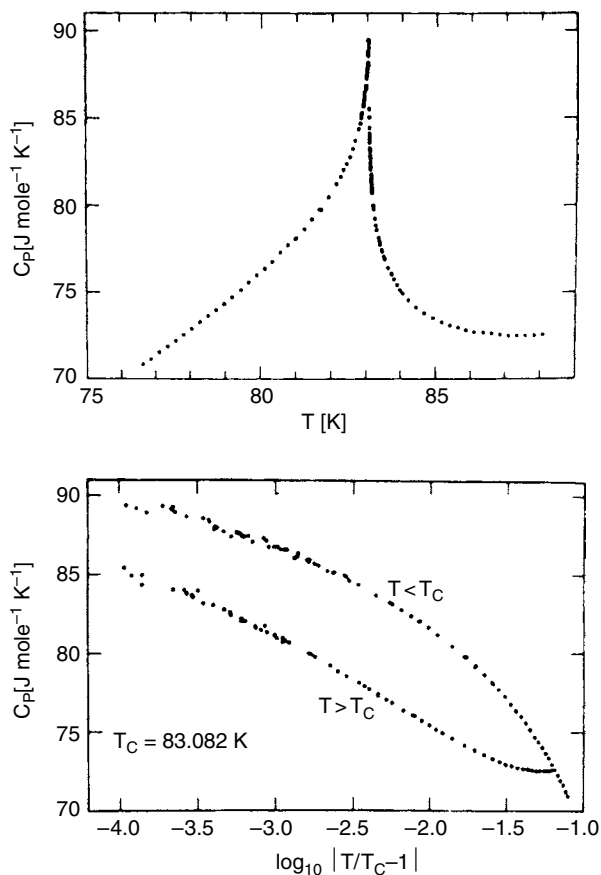 90
85
80
75
70
C_P[J mole⁻¹ K⁻¹]
75 80 85
T [K]
90
85
80
75
70
C_P[J mole⁻¹ K⁻¹]
T < T_C
T > T_C
T_C = 83.082 K
−4.0 −3.5 −3.0 −2.5 −2.0 −1.5 −1.0
log₁₀ |T/T_C−1|